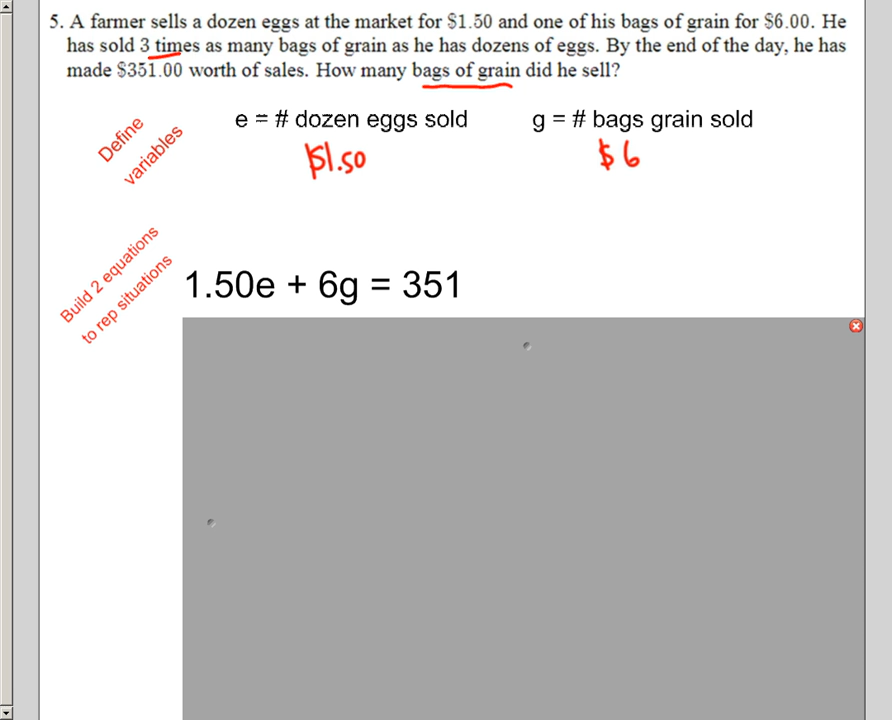 5. A farmer sells a dozen eggs at the market for $1.50 and one of his bags of grain for $6.00. He
has sold 3 times as many bags of grain as he has dozens of eggs. By the end of the day, he has
made $351.00 worth of sales. How many bags of grain did he sell?
Define
variables
e = # dozen eggs sold
g = # bags grain sold
$1.50
$6
Build 2 equations
to rep situations
1.50e + 6g = 351